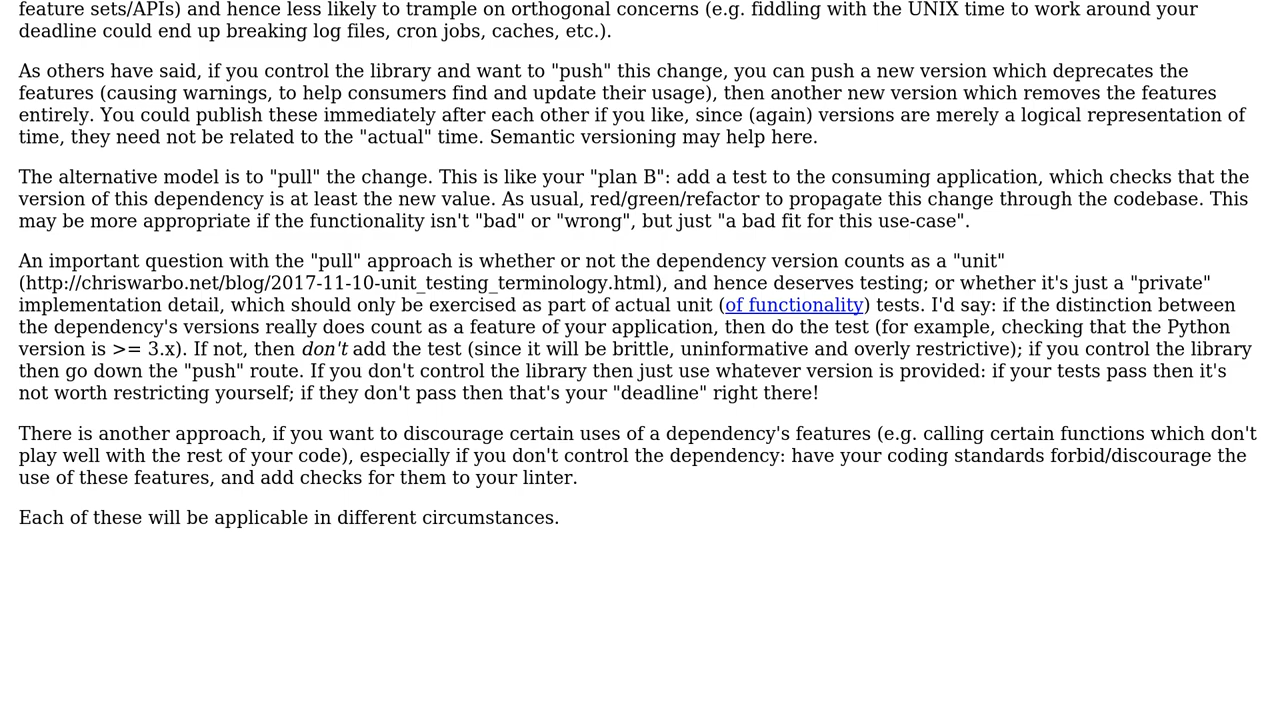 feature sets/APIs) and hence less likely to trample on orthogonal concerns (e.g. fiddling with the UNIX time to work around your
deadline could end up breaking log files, cron jobs, caches, etc.).
As others have said, if you control the library and want to "push" this change, you can push a new version which deprecates the
features (causing warnings, to help consumers find and update their usage), then another new version which removes the features
entirely. You could publish these immediately after each other if you like, since (again) versions are merely a logical representation of
time, they need not be related to the "actual" time. Semantic versioning may help here.
The alternative model is to "pull" the change. This is like your "plan B": add a test to the consuming application, which checks that the
version of this dependency is at least the new value. As usual, red/green/refactor to propagate this change through the codebase. This
may be more appropriate if the functionality isn't "bad" or "wrong", but just "a bad fit for this use-case".
An important question with the "pull" approach is whether or not the dependency version counts as a "unit"
(http://chriswarbo.net/blog/2017-11-10-unit_testing_terminology.html), and hence deserves testing; or whether it's just a "private"
implementation detail, which should only be exercised as part of actual unit (of functionality) tests. I'd say: if the distinction between
the dependency's versions really does count as a feature of your application, then do the test (for example, checking that the Python
version is >= 3.x). If not, then don't add the test (since it will be brittle, uninformative and overly restrictive); if you control the library
then go down the "push" route. If you don't control the library then just use whatever version is provided: if your tests pass then it's
not worth restricting yourself; if they don't pass then that's your "deadline" right there!
There is another approach, if you want to discourage certain uses of a dependency's features (e.g. calling certain functions which don't
play well with the rest of your code), especially if you don't control the dependency: have your coding standards forbid/discourage the
use of these features, and add checks for them to your linter.
Each of these will be applicable in different circumstances.